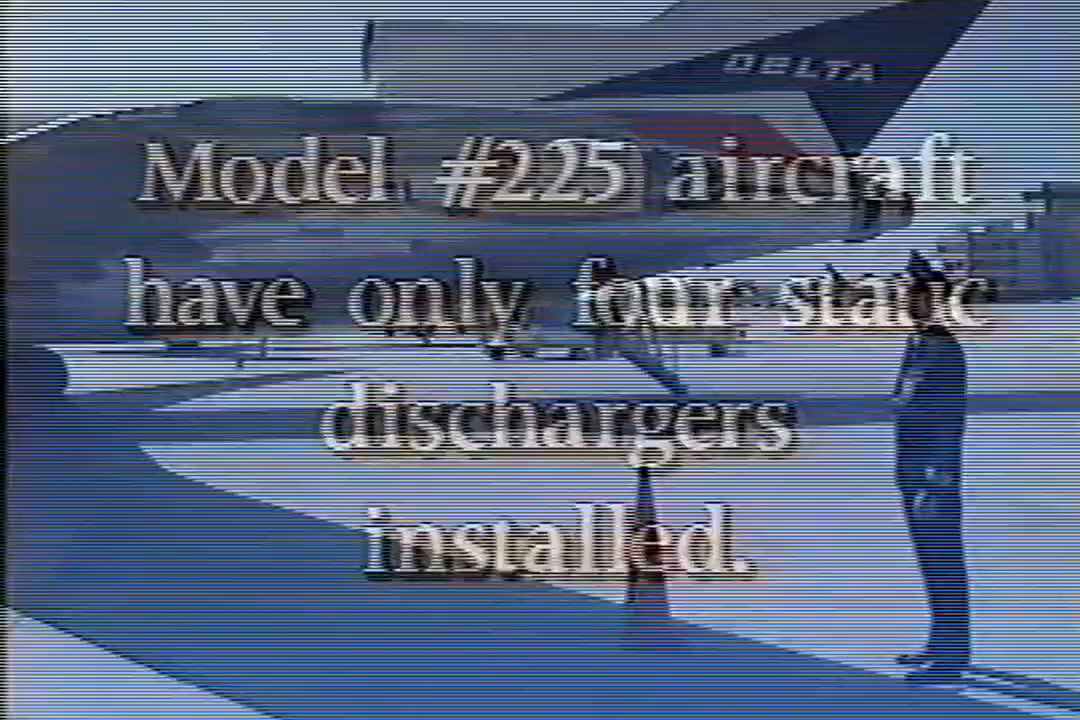 DELTA
Model #225 aircraft
have only four static
dischargers
installed.